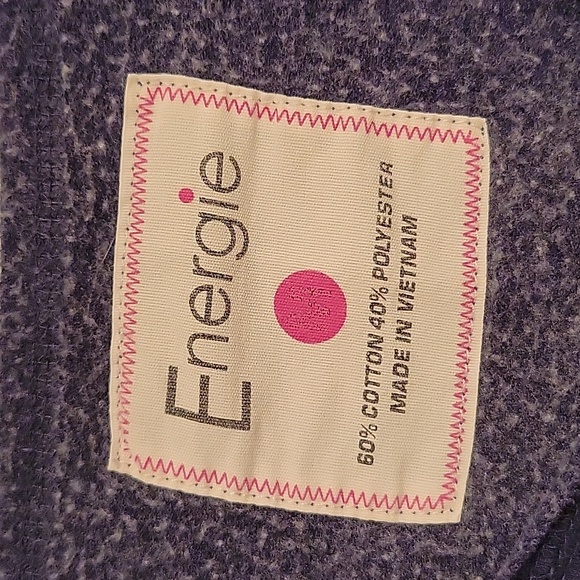 Energie
60% COTTON 40% POLYESTER
MADE IN VIETNAM